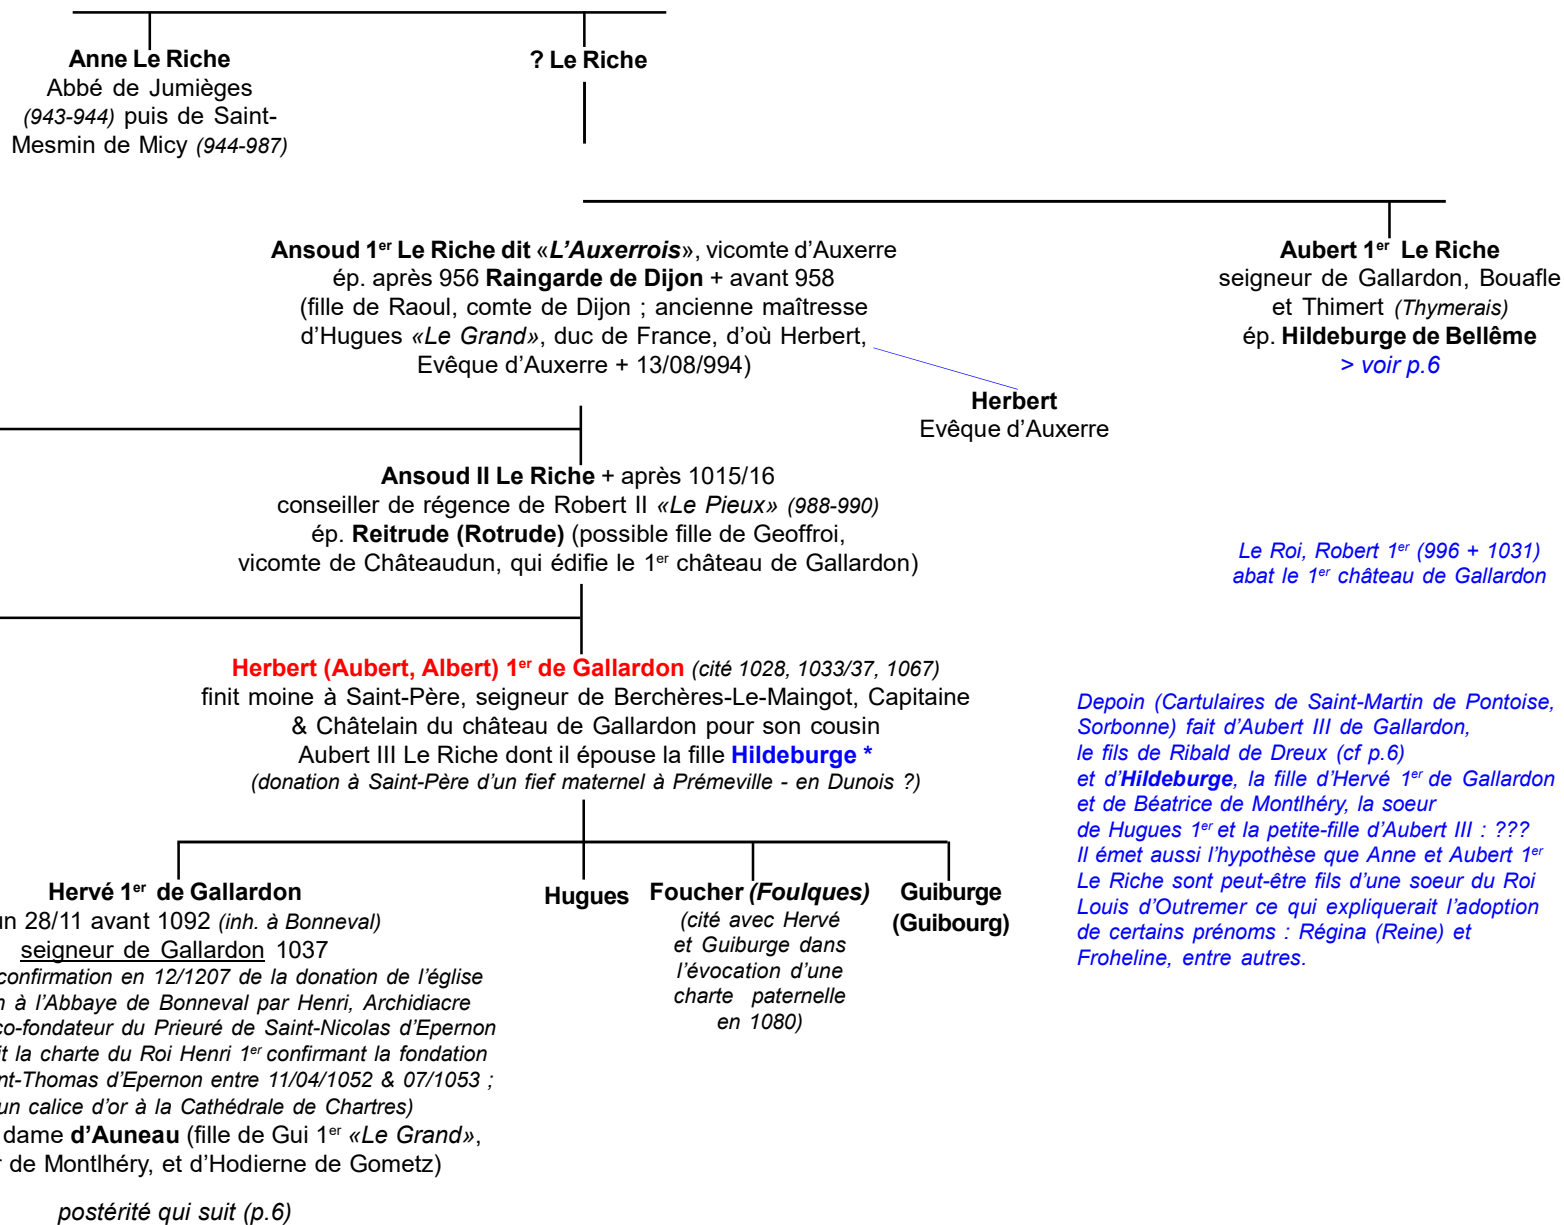 Anne Le Riche
Abbé de Jumièges
(943-944) puis de Saint-
Mesmin de Micy (944-987)
? Le Riche
Ansoud 1er Le Riche dit «L'Auxerrois», vicomte d'Auxerre
ép. après 956 Raingarde de Dijon + avant 958
(fille de Raoul, comte de Dijon ; ancienne maîtresse
d'Hugues «Le Grand», duc de France, d'où Herbert,
Evêque d'Auxerre + 13/08/994)
Aubert 1er Le Riche
seigneur de Gallardon, Bouafle
et Thimert (Thymerais)
ép. Hildeburge de Bellême
> voir p.6
Herbert
Evêque d'Auxerre
Ansoud II Le Riche + après 1015/16
conseiller de régence de Robert II «Le Pieux» (988-990)
ép. Reitrude (Rotrude) (possible fille de Geoffroi,
vicomte de Châteaudun, qui édifie le 1er château de Gallardon)
Le Roi, Robert 1er (996 + 1031)
abat le 1er château de Gallardon
Herbert (Aubert, Albert) 1er de Gallardon (cité 1028, 1033/37, 1067)
finit moine à Saint-Père, seigneur de Berchères-Le-Maingot, Capitaine
& Châtelain du château de Gallardon pour son cousin
Aubert III Le Riche dont il épouse la fille Hildeburge *
(donation à Saint-Père d'un fief maternel à Prémeville - en Dunois ?)
Depoin (Cartulaires de Saint-Martin de Pontoise,
Sorbonne) fait d'Aubert III de Gallardon,
le fils de Ribald de Dreux (cf p.6)
et d'Hildeburge, la fille d'Hervé 1er de Gallardon
et de Béatrice de Montlhéry, la soeur
de Hugues 1er et la petite-fille d'Aubert III : ???
Il émet aussi l'hypothèse que Anne et Aubert 1er
Le Riche sont peut-être fils d'une soeur du Roi
Louis d'Outremer ce qui expliquerait l'adoption
de certains prénoms : Régina (Reine) et
Froheline, entre autres.
Hervé 1er de Gallardon
un 28/11 avant 1092 (inh. à Bonneval)
seigneur de Gallardon 1037
confirmation en 12/1207 de la donation de l'église
à l'Abbaye de Bonneval par Henri, Archidiacre
co-fondateur du Prieuré de Saint-Nicolas d'Epernon
la charte du Roi Henri 1er confirmant la fondation
nt-Thomas d'Epernon entre 11/04/1052 & 07/1053 ;
un calice d'or à la Cathédrale de Chartres)
dame d'Auneau (fille de Gui 1er «Le Grand»,
r de Montlhéry, et d'Hodierne de Gometz)
postérité qui suit (p.6)
Hugues
Foucher (Foulques)
(cité avec Hervé
et Guiburge dans
l'évocation d'une
charte paternelle
en 1080)
Guiburge
(Guibourg)